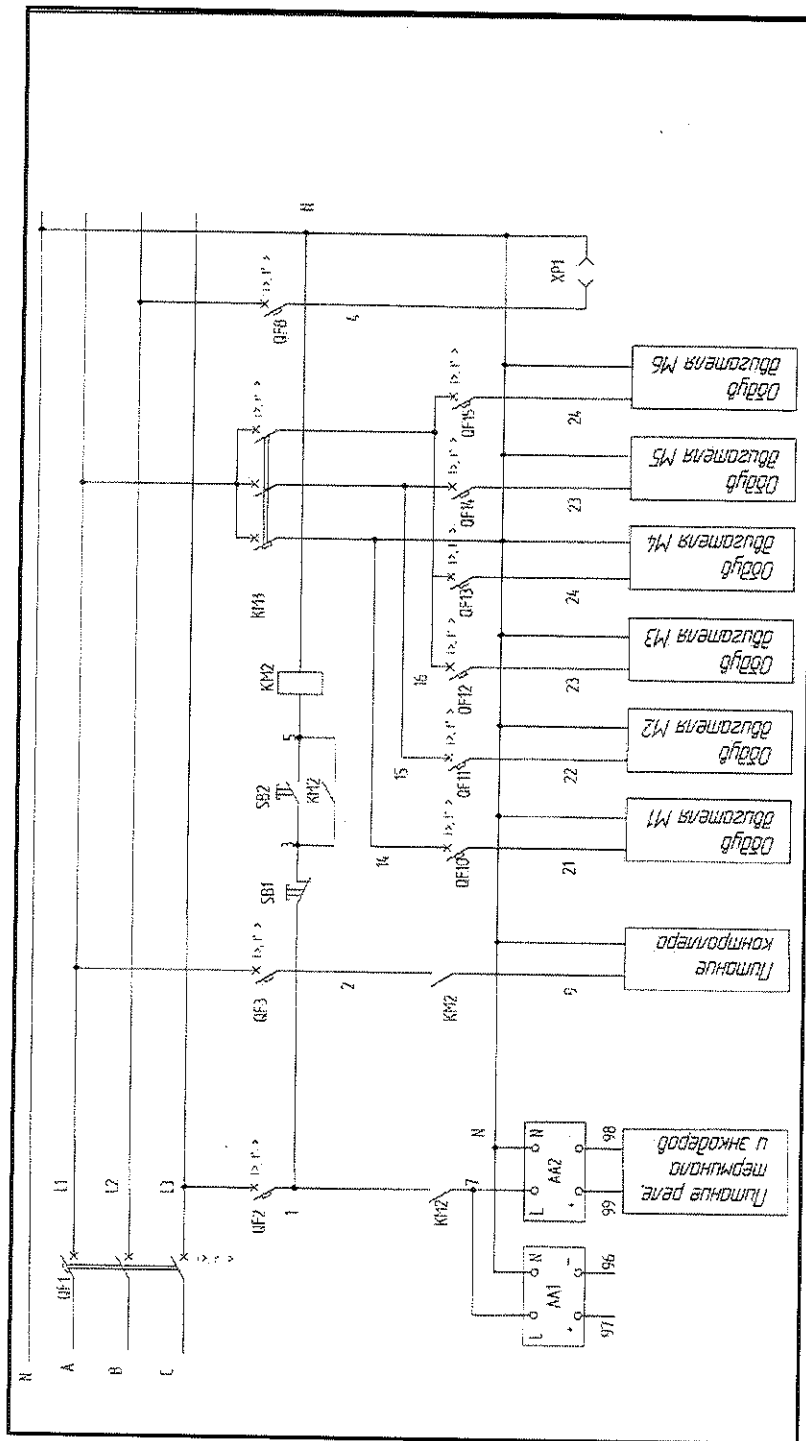 N
A
B
C
QF1
L1
L2
L3
I>, I* >
QF2
I>, I* >
1
QF3
I>, I* >
2
SB1
3
SB2
KM2
5
KM2
KM3
QF8
I>, I* >
4
N
XP1
KM2
7
KM2
9
N
14
15
16
QF10
I>, I* >
QF11
I>, I* >
QF12
I>, I* >
QF13
I>, I* >
QF14
I>, I* >
QF15
I>, I* >
21
22
23
24
23
24
L
N
AA1
+
–
97
96
L
N
AA2
+
99
98
Питание реле,
терминала
и энкодеров
Питание
контроллера
Обдув
двигателя М1
Обдув
двигателя М2
Обдув
двигателя М3
Обдув
двигателя М4
Обдув
двигателя М5
Обдув
двигателя М6